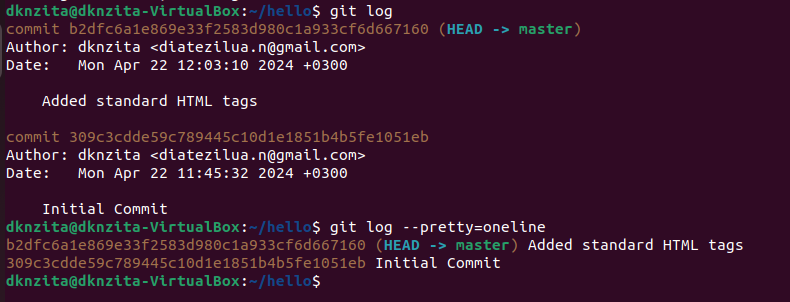 dknzita@dknzita-VirtualBox:~/hello$ git log
commit b2dfc6a1e869e33f2583d980c1a933cf6d667160 (HEAD -> master)
Author: dknzita <diatezilua.n@gmail.com>
Date:   Mon Apr 22 12:03:10 2024 +0300
    Added standard HTML tags
commit 309c3cdde59c789445c10d1e1851b4b5fe1051eb
Author: dknzita <diatezilua.n@gmail.com>
Date:   Mon Apr 22 11:45:32 2024 +0300
    Initial Commit
dknzita@dknzita-VirtualBox:~/hello$ git log --pretty=oneline
b2dfc6a1e869e33f2583d980c1a933cf6d667160 (HEAD -> master) Added standard HTML tags
309c3cdde59c789445c10d1e1851b4b5fe1051eb Initial Commit
dknzita@dknzita-VirtualBox:~/hello$